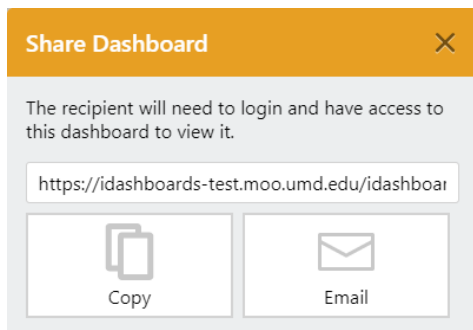 Share Dashboard
The recipient will need to login and have access to
this dashboard to view it.
https://idashboards-test.moo.umd.edu/idashboar
Copy
Email